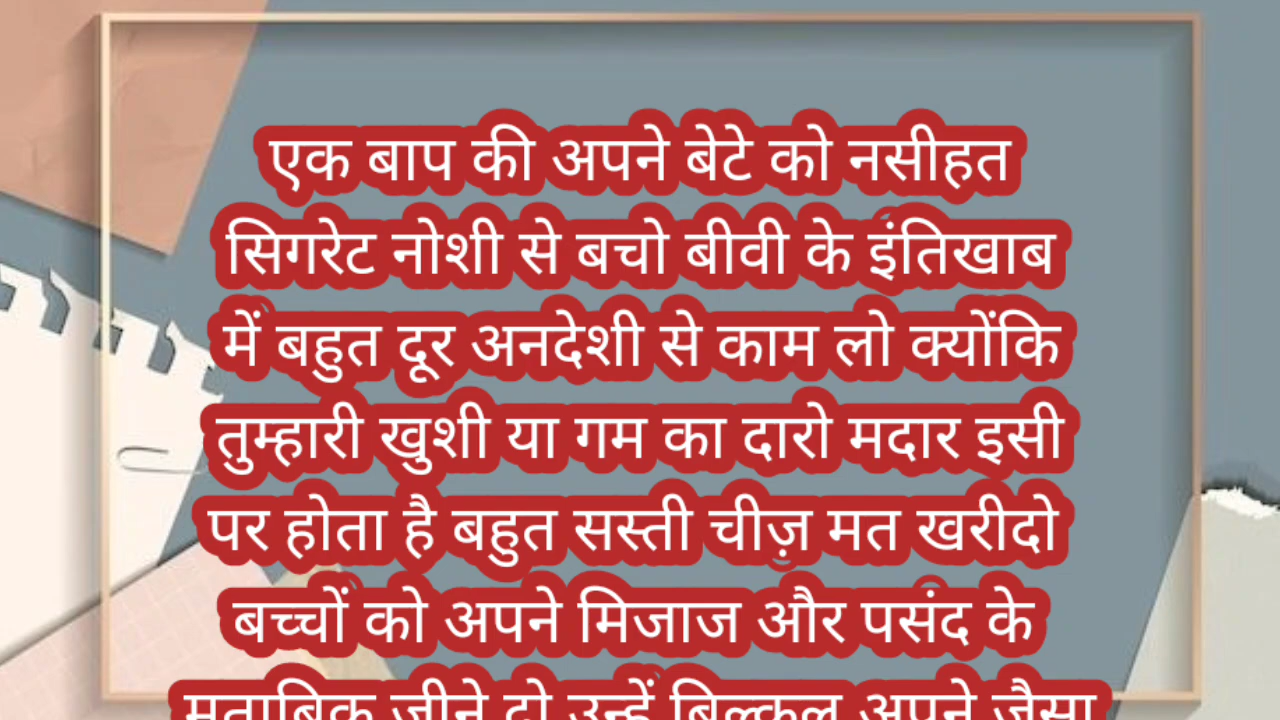 एक बाप की अपने बेटे को नसीहत
सिगरेट नोशी से बचो बीवी के इंतिखाब
में बहुत दूर अनदेशी से काम लो क्योंकि
तुम्हारी खुशी या गम का दारो मदार इसी
पर होता है बहुत सस्ती चीज़ मत खरीदो
बच्चों को अपने मिजाज और पसंद के
मुताबिक जीने दो उन्हें बिल्कुल अपने जैसा